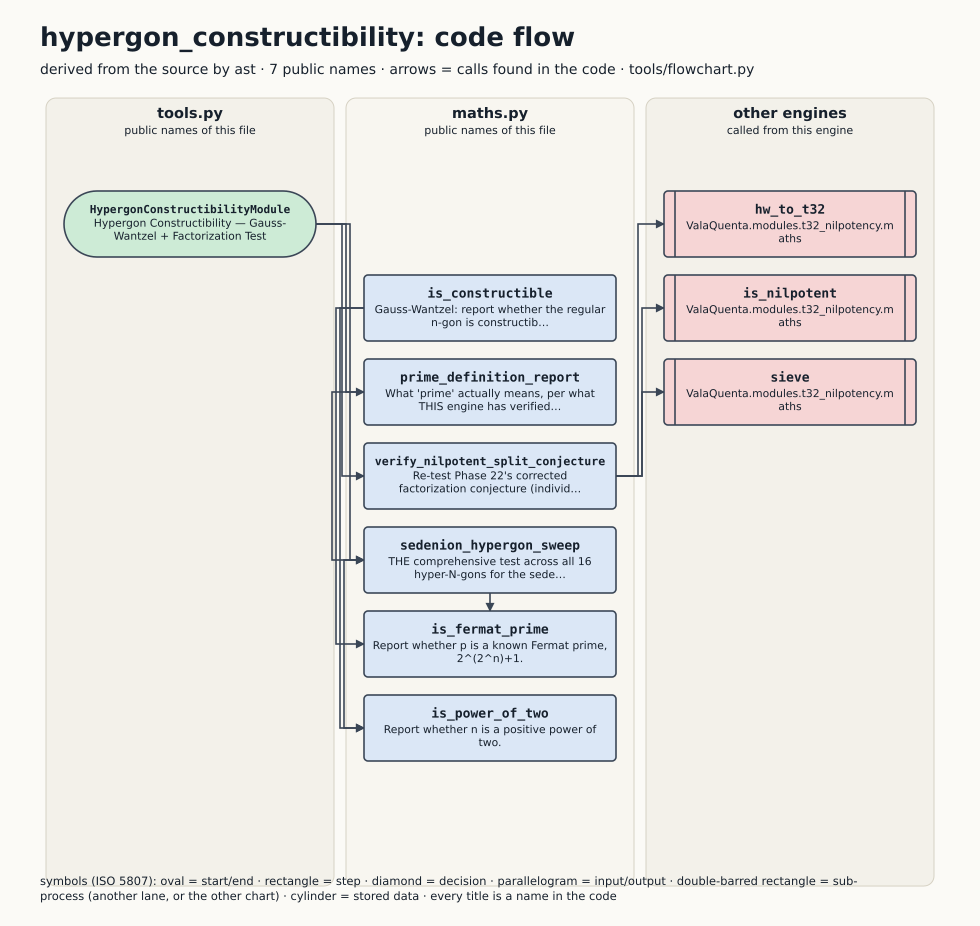 hypergon_constructibility: code flow
derived from the source by ast · 7 public names · arrows = calls found in the code · tools/flowchart.py
tools.py
public names of this file
maths.py
public names of this file
other engines
called from this engine
HypergonConstructibilityModule
Hypergon Constructibility — Gauss-
Wantzel + Factorization Test
hw_to_t32
ValaQuenta.modules.t32_nilpotency.m
aths
is_constructible
Gauss-Wantzel: report whether the regular
n-gon is constructib…
is_nilpotent
ValaQuenta.modules.t32_nilpotency.m
aths
prime_definition_report
What 'prime' actually means, per what
THIS engine has verified…
sieve
ValaQuenta.modules.t32_nilpotency.m
aths
verify_nilpotent_split_conjecture
Re-test Phase 22's corrected
factorization conjecture (individ…
sedenion_hypergon_sweep
THE comprehensive test across all 16
hyper-N-gons for the sede…
is_fermat_prime
Report whether p is a known Fermat prime,
2^(2^n)+1.
is_power_of_two
Report whether n is a positive power of
two.
symbols (ISO 5807): oval = start/end · rectangle = step · diamond = decision · parallelogram = input/output · double-barred rectangle = sub-
process (another lane, or the other chart) · cylinder = stored data · every title is a name in the code